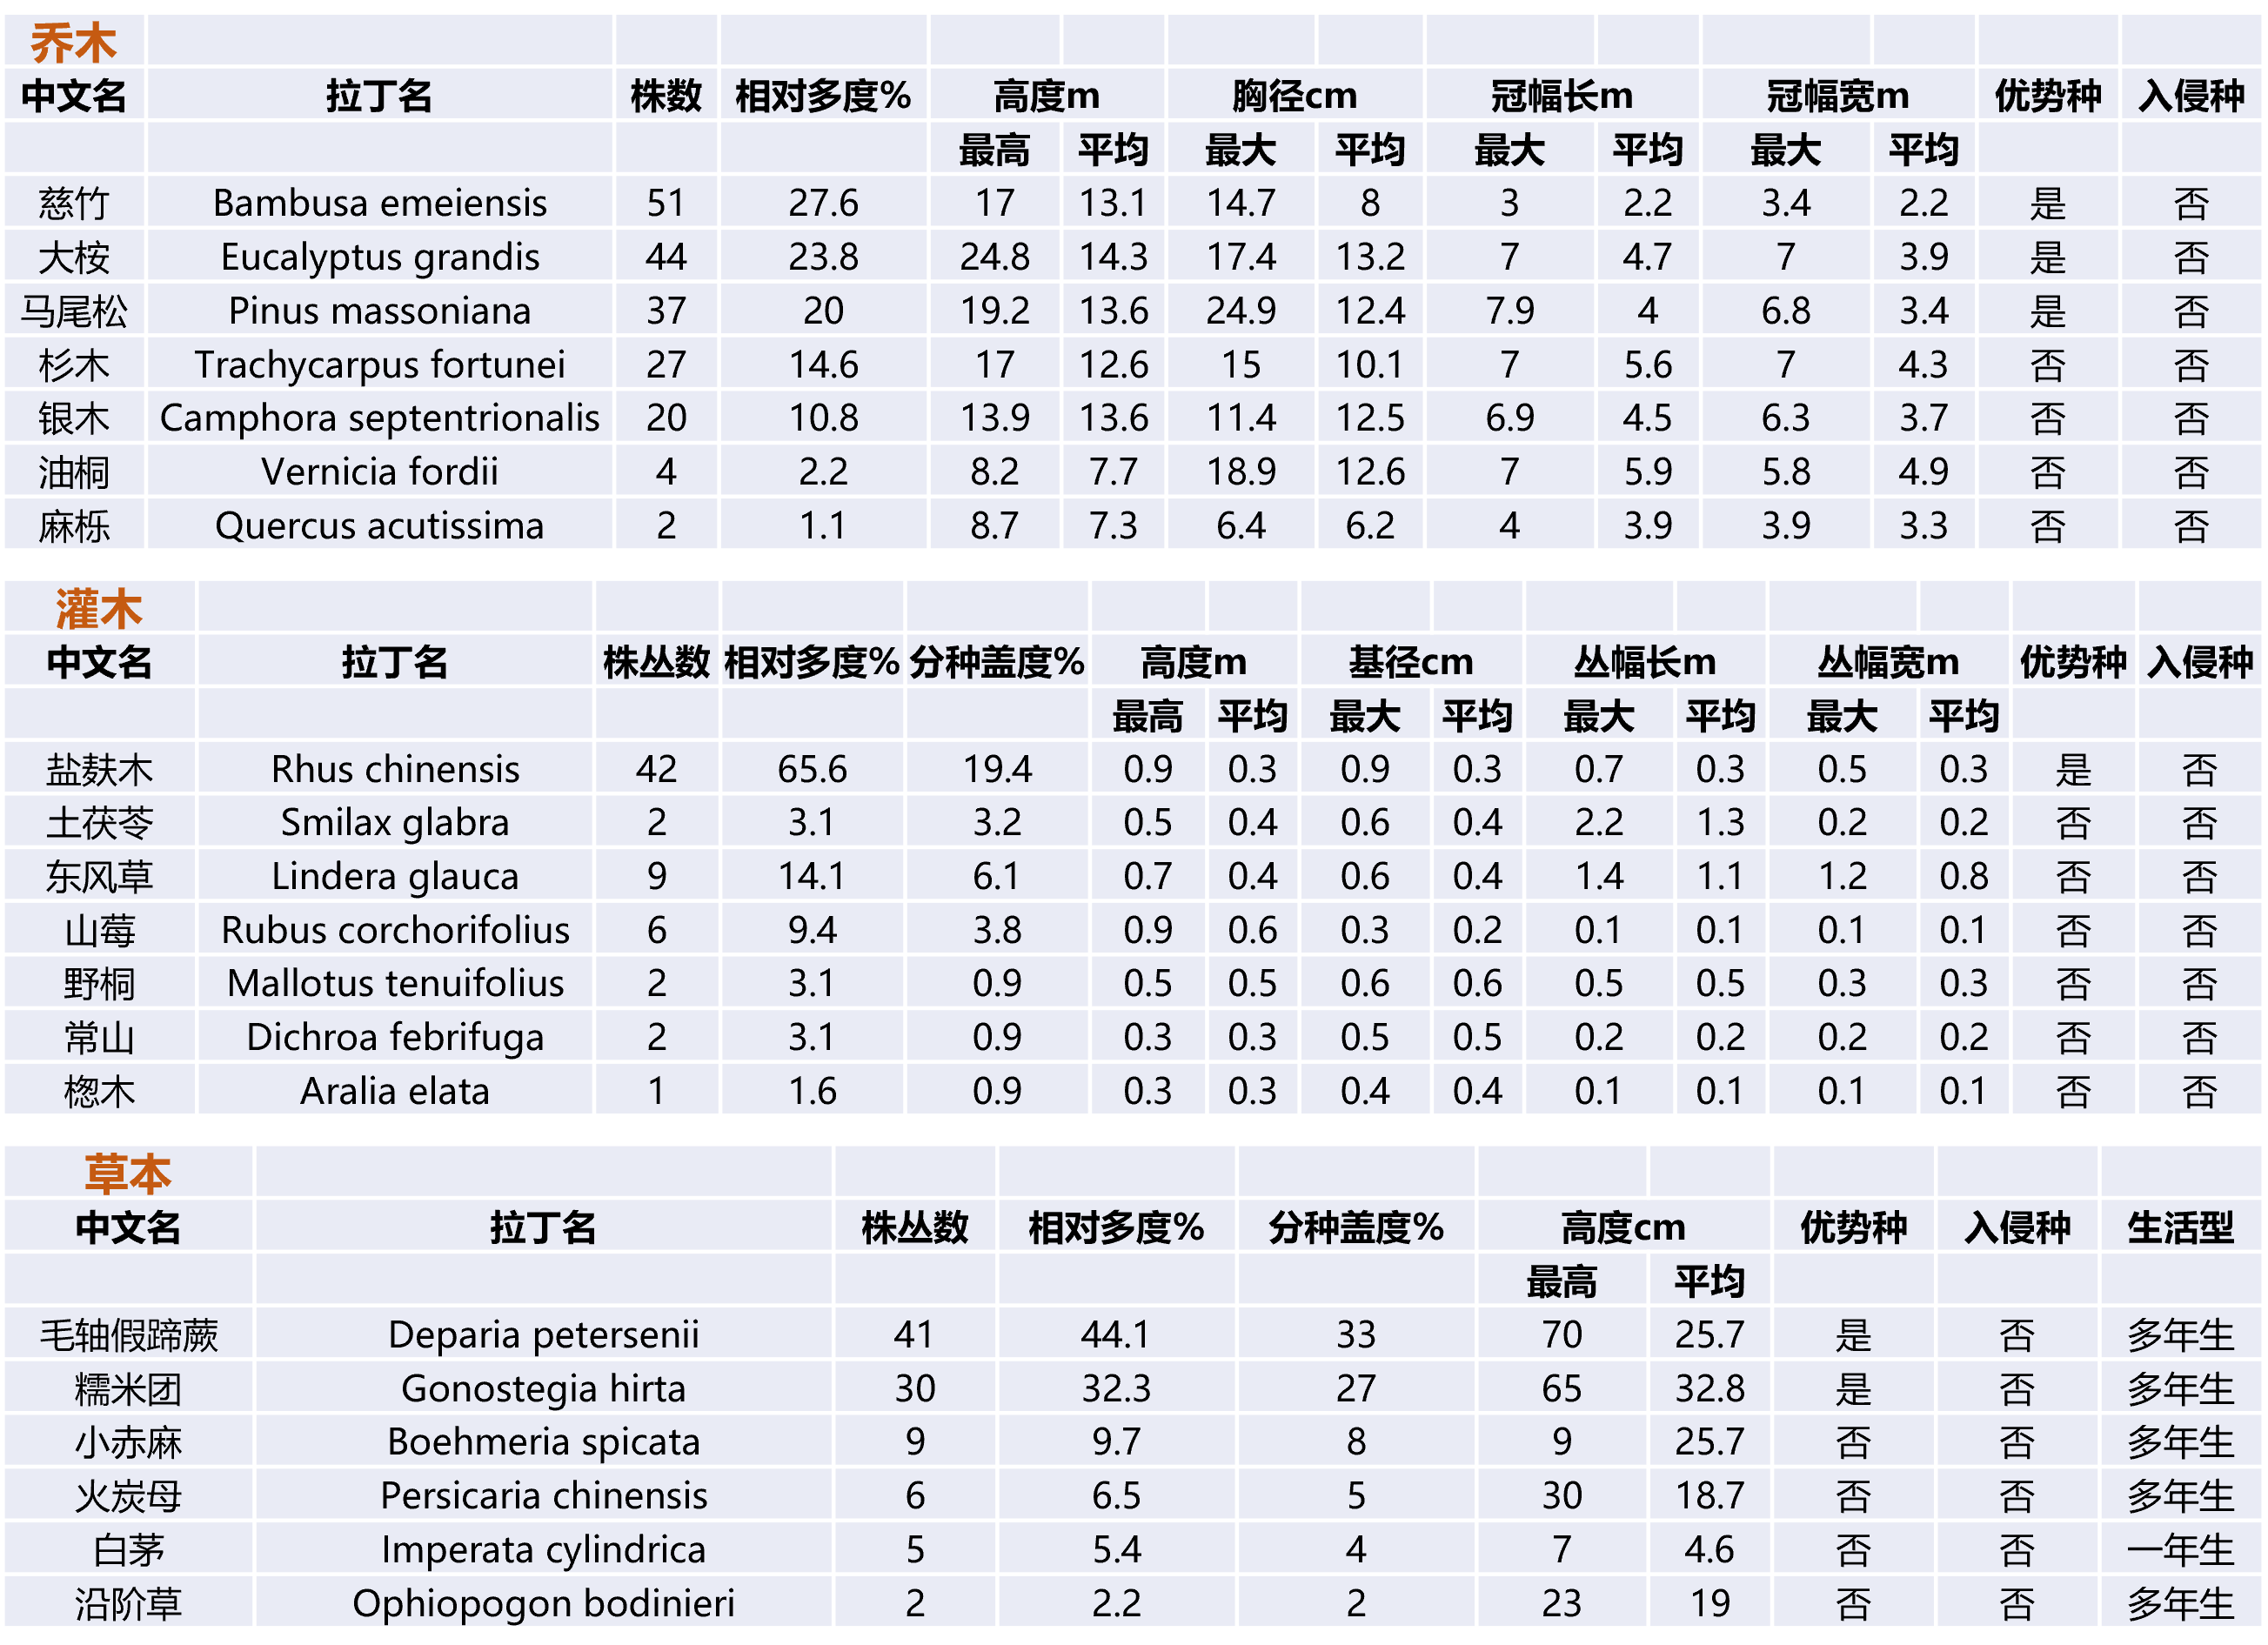 乔木
中文名 拉丁名 株数 相对多度% 高度m 胸径cm 冠幅长m 冠幅宽m 优势种 入侵种
最高 平均 最大 平均 最大 平均 最大 平均
慈竹 Bambusa emeiensis 51 27.6 17 13.1 14.7 8 3 2.2 3.4 2.2 是 否
大桉 Eucalyptus grandis 44 23.8 24.8 14.3 17.4 13.2 7 4.7 7 3.9 是 否
马尾松 Pinus massoniana 37 20 19.2 13.6 24.9 12.4 7.9 4 6.8 3.4 是 否
杉木 Trachycarpus fortunei 27 14.6 17 12.6 15 10.1 7 5.6 7 4.3 否 否
银木 Camphora septentrionalis 20 10.8 13.9 13.6 11.4 12.5 6.9 4.5 6.3 3.7 否 否
油桐 Vernicia fordii 4 2.2 8.2 7.7 18.9 12.6 7 5.9 5.8 4.9 否 否
麻栎 Quercus acutissima 2 1.1 8.7 7.3 6.4 6.2 4 3.9 3.9 3.3 否 否
灌木
中文名 拉丁名 株丛数 相对多度% 分种盖度% 高度m 基径cm 丛幅长m 丛幅宽m 优势种 入侵种
最高 平均 最大 平均 最大 平均 最大 平均
盐麸木 Rhus chinensis 42 65.6 19.4 0.9 0.3 0.9 0.3 0.7 0.3 0.5 0.3 是 否
土茯苓 Smilax glabra 2 3.1 3.2 0.5 0.4 0.6 0.4 2.2 1.3 0.2 0.2 否 否
东风草 Lindera glauca 9 14.1 6.1 0.7 0.4 0.6 0.4 1.4 1.1 1.2 0.8 否 否
山莓 Rubus corchorifolius 6 9.4 3.8 0.9 0.6 0.3 0.2 0.1 0.1 0.1 0.1 否 否
野桐 Mallotus tenuifolius 2 3.1 0.9 0.5 0.5 0.6 0.6 0.5 0.5 0.3 0.3 否 否
常山 Dichroa febrifuga 2 3.1 0.9 0.3 0.3 0.5 0.5 0.2 0.2 0.2 0.2 否 否
楤木 Aralia elata 1 1.6 0.9 0.3 0.3 0.4 0.4 0.1 0.1 0.1 0.1 否 否
草本
中文名 拉丁名 株丛数 相对多度% 分种盖度% 高度cm 优势种 入侵种 生活型
最高 平均
毛轴假蹄蕨 Deparia petersenii 41 44.1 33 70 25.7 是 否 多年生
糯米团 Gonostegia hirta 30 32.3 27 65 32.8 是 否 多年生
小赤麻 Boehmeria spicata 9 9.7 8 9 25.7 否 否 多年生
火炭母 Persicaria chinensis 6 6.5 5 30 18.7 否 否 多年生
白茅 Imperata cylindrica 5 5.4 4 7 4.6 否 否 一年生
沿阶草 Ophiopogon bodinieri 2 2.2 2 23 19 否 否 多年生